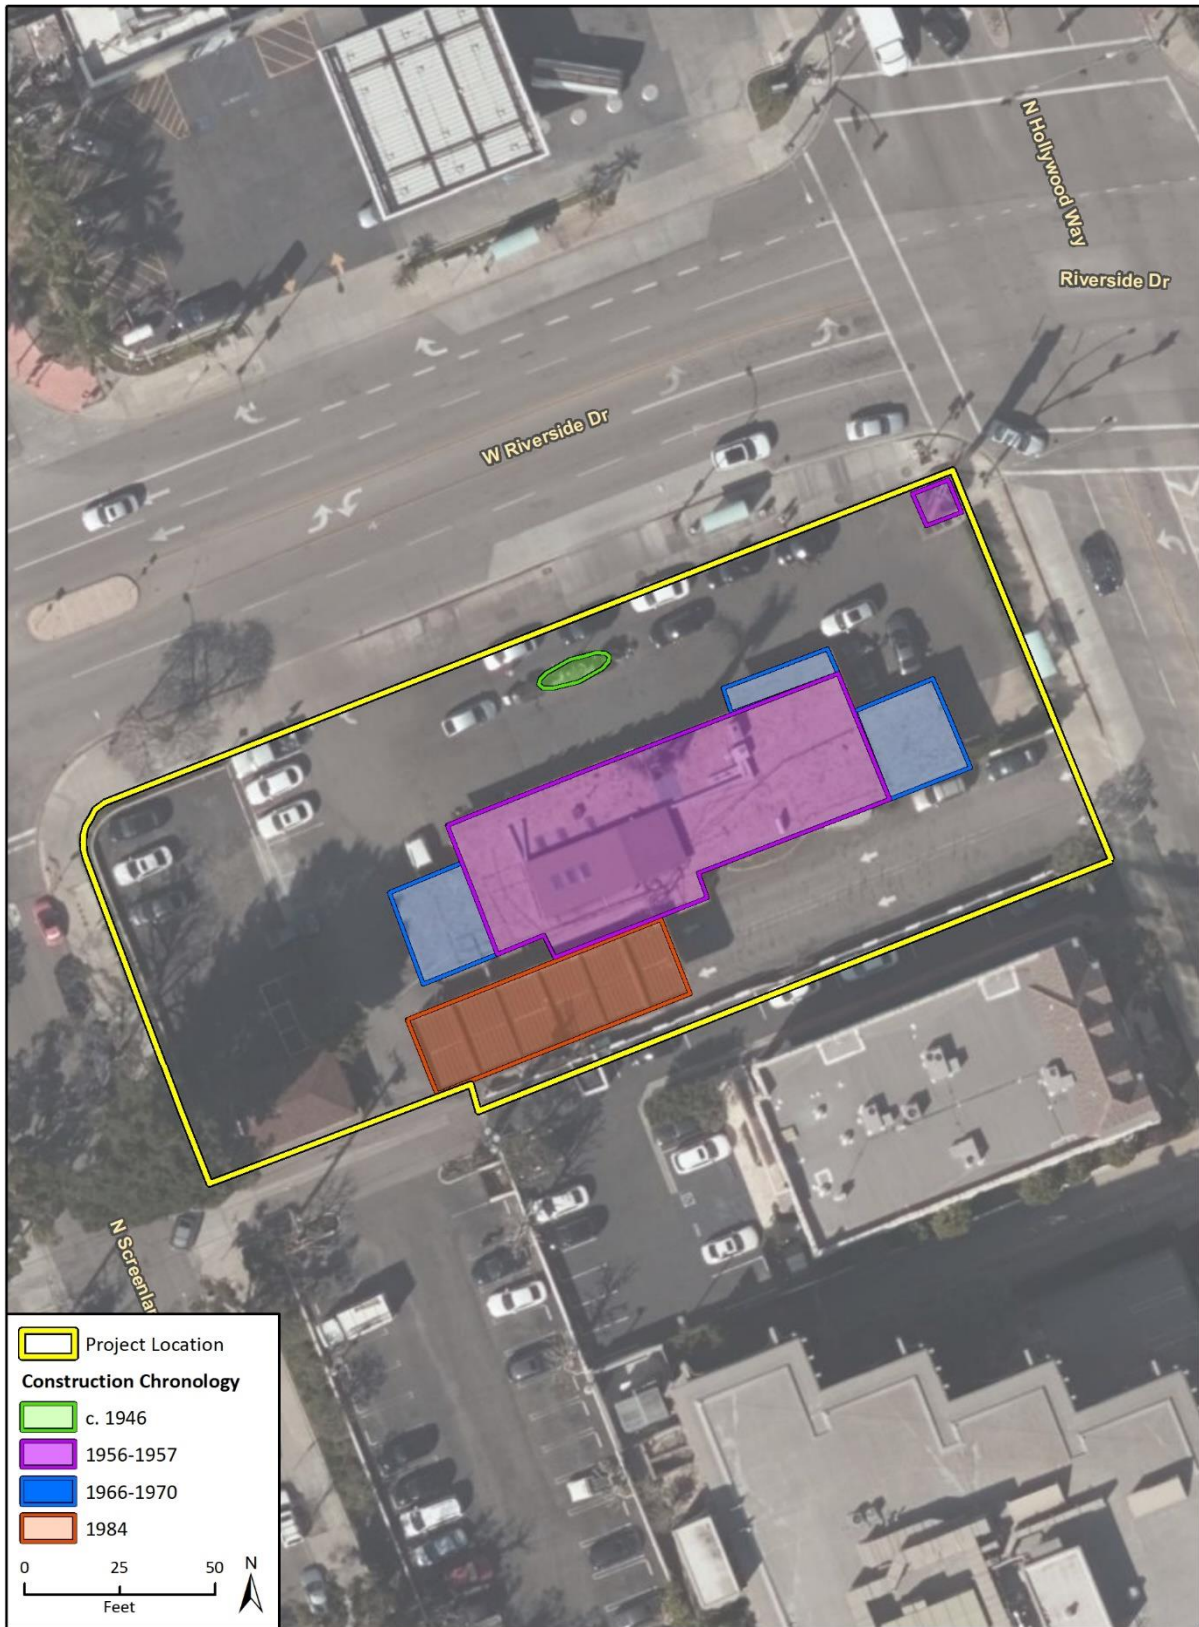 N Hollywood Way
Riverside Dr
W Riverside Dr
N Screenlan
Project Location
Construction Chronology
c. 1946
1956-1957
1966-1970
1984
0 25 50
Feet
N